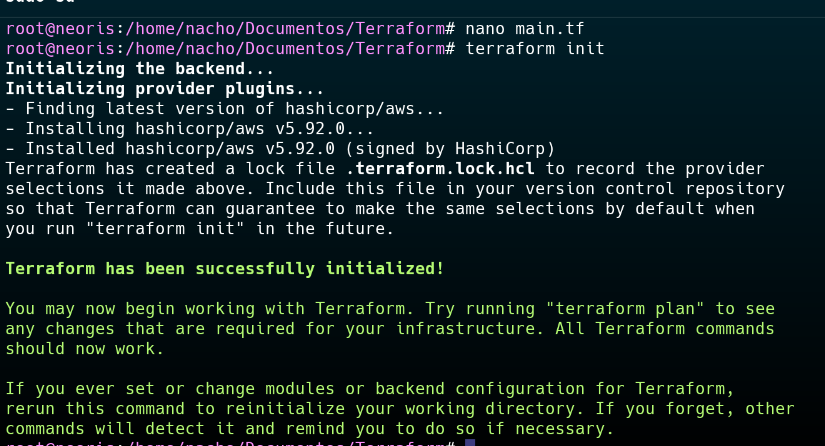 root@neoris:/home/nacho/Documentos/Terraform# nano main.tf
root@neoris:/home/nacho/Documentos/Terraform# terraform init
Initializing the backend...
Initializing provider plugins...
- Finding latest version of hashicorp/aws...
- Installing hashicorp/aws v5.92.0...
- Installed hashicorp/aws v5.92.0 (signed by HashiCorp)
Terraform has created a lock file .terraform.lock.hcl to record the provider
selections it made above. Include this file in your version control repository
so that Terraform can guarantee to make the same selections by default when
you run "terraform init" in the future.
Terraform has been successfully initialized!
You may now begin working with Terraform. Try running "terraform plan" to see
any changes that are required for your infrastructure. All Terraform commands
should now work.
If you ever set or change modules or backend configuration for Terraform,
rerun this command to reinitialize your working directory. If you forget, other
commands will detect it and remind you to do so if necessary.
root@neoris:/home/nacho/Documentos/Terraform#